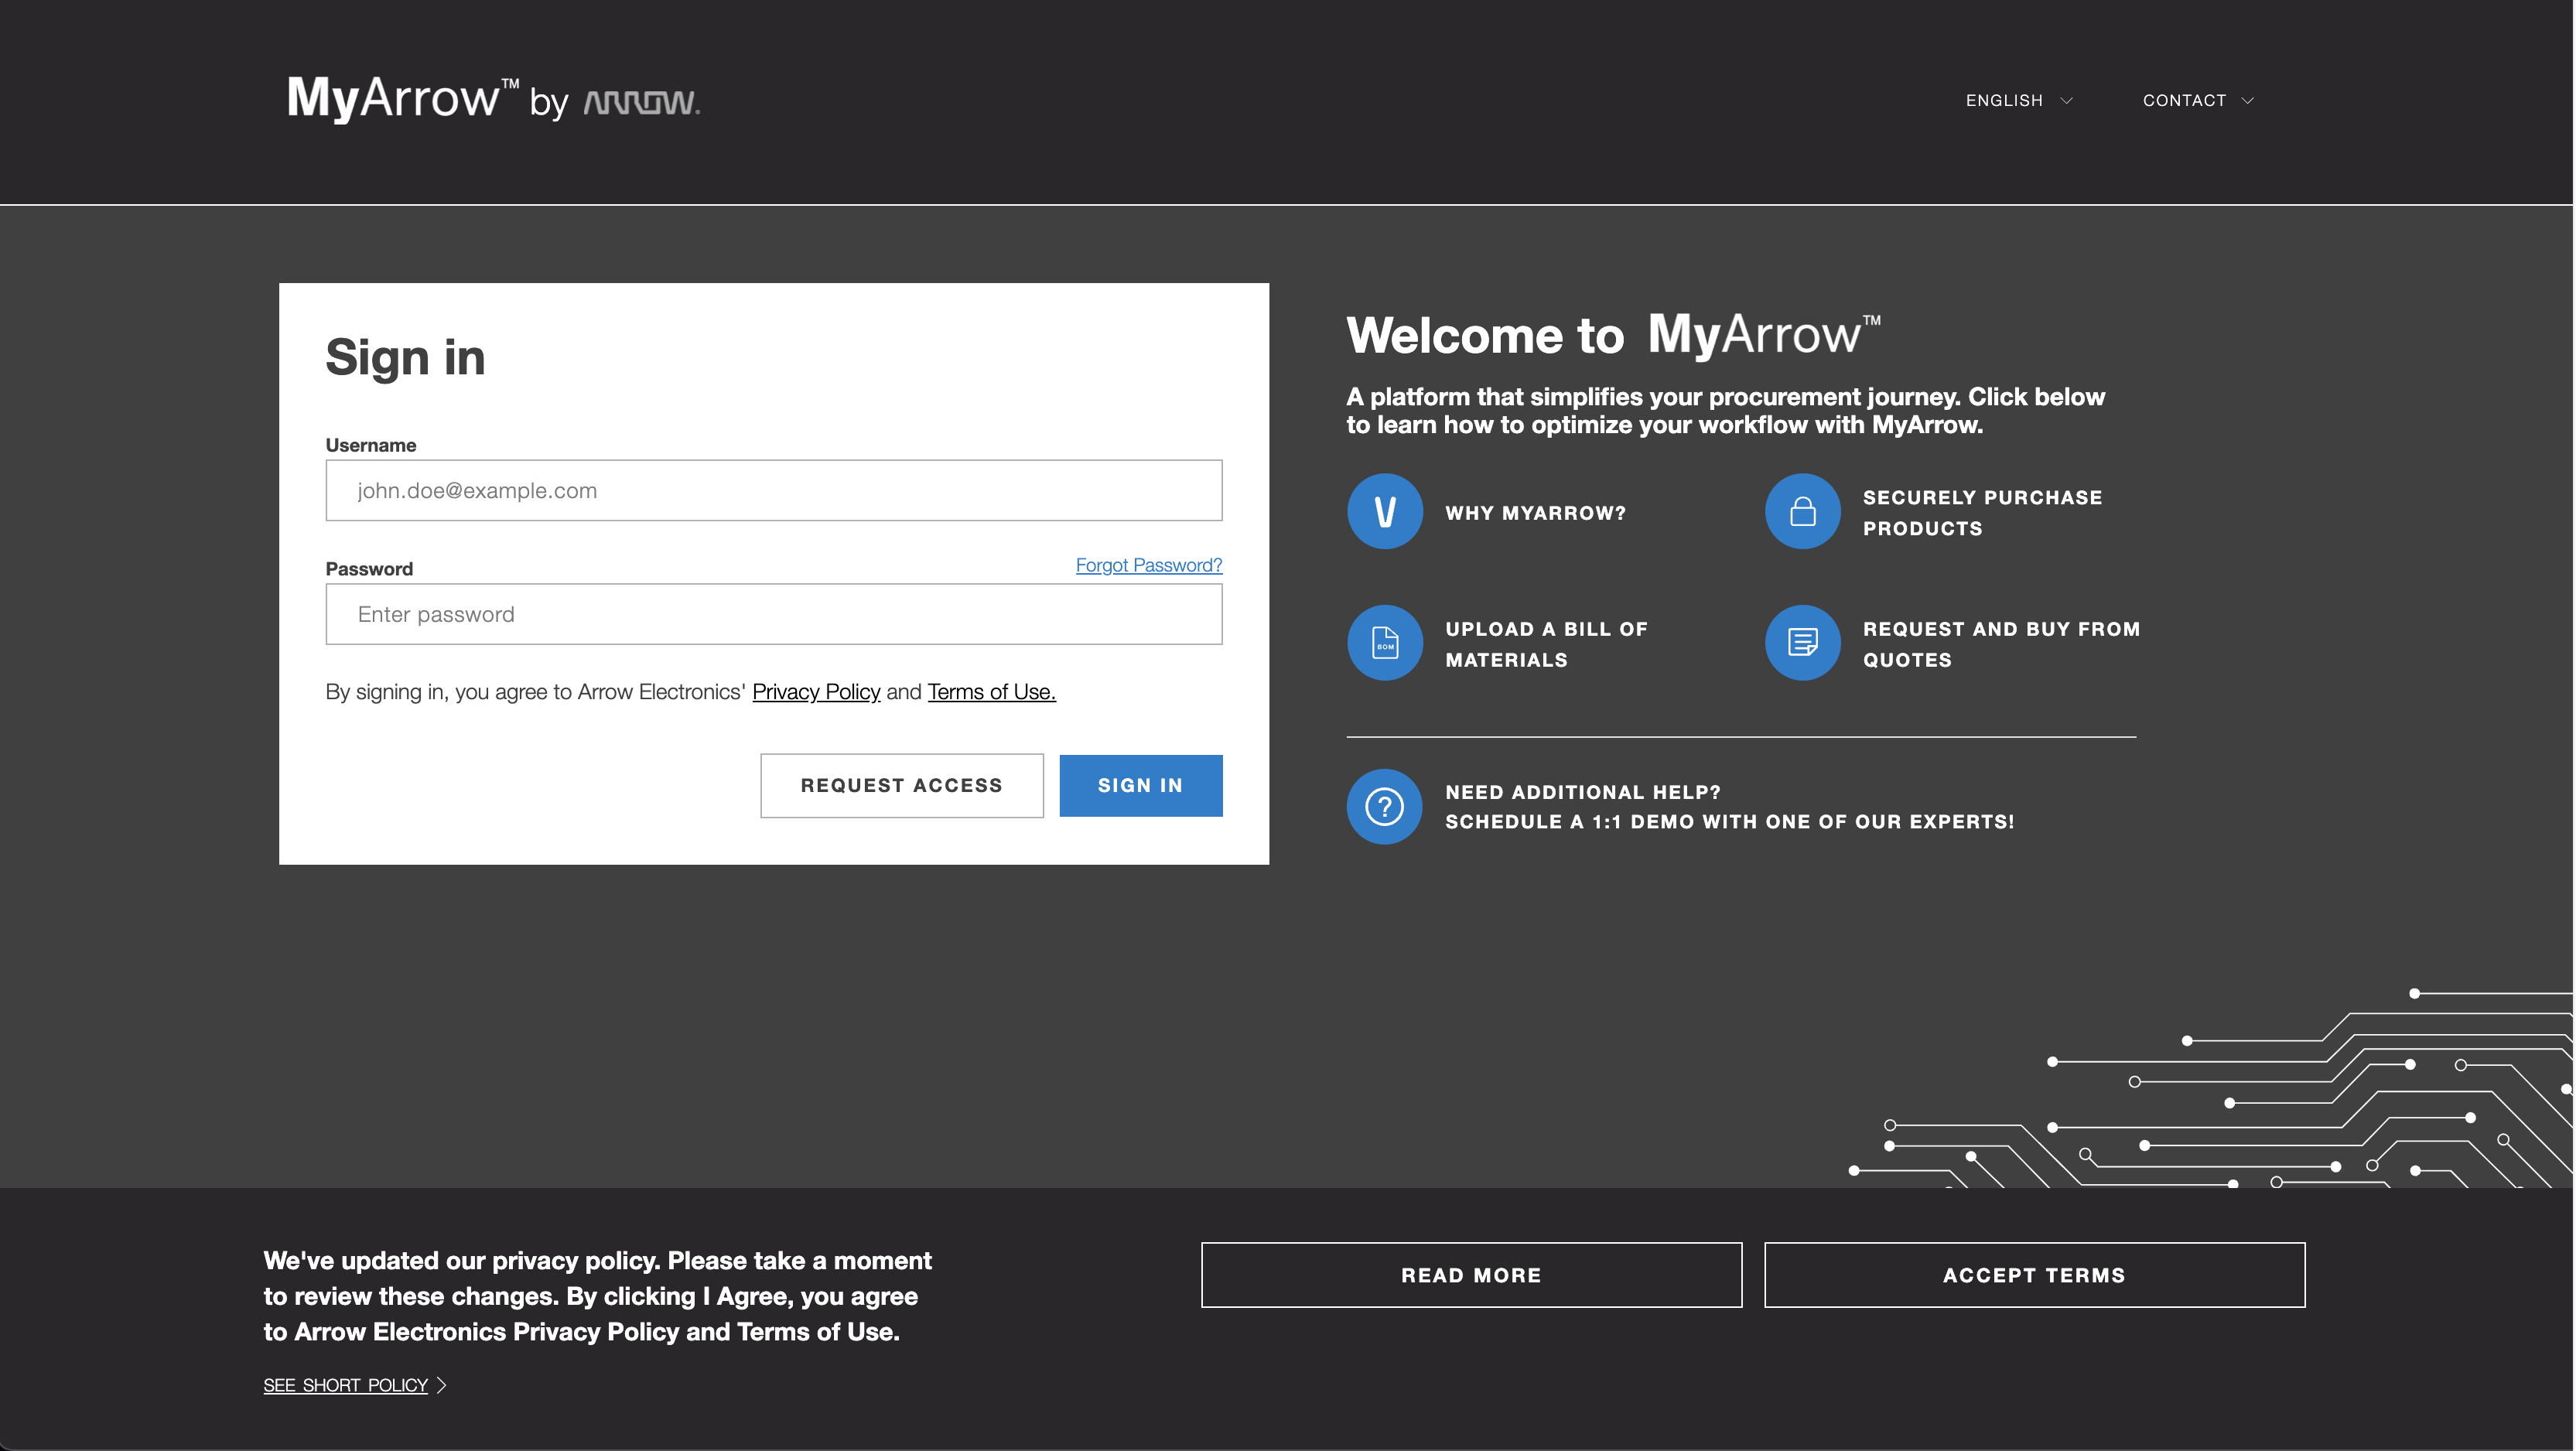 MyArrow™ by ARROW.
ENGLISH
CONTACT
Sign in
Username
john.doe@example.com
Password
Forgot Password?
Enter password
By signing in, you agree to Arrow Electronics' Privacy Policy and Terms of Use.
REQUEST ACCESS
SIGN IN
Welcome to MyArrow™
A platform that simplifies your procurement journey. Click below
to learn how to optimize your workflow with MyArrow.
WHY MYARROW?
SECURELY PURCHASE
PRODUCTS
BOM
UPLOAD A BILL OF
MATERIALS
REQUEST AND BUY FROM
QUOTES
?
NEED ADDITIONAL HELP?
SCHEDULE A 1:1 DEMO WITH ONE OF OUR EXPERTS!
We've updated our privacy policy. Please take a moment
to review these changes. By clicking I Agree, you agree
to Arrow Electronics Privacy Policy and Terms of Use.
SEE SHORT POLICY
READ MORE
ACCEPT TERMS